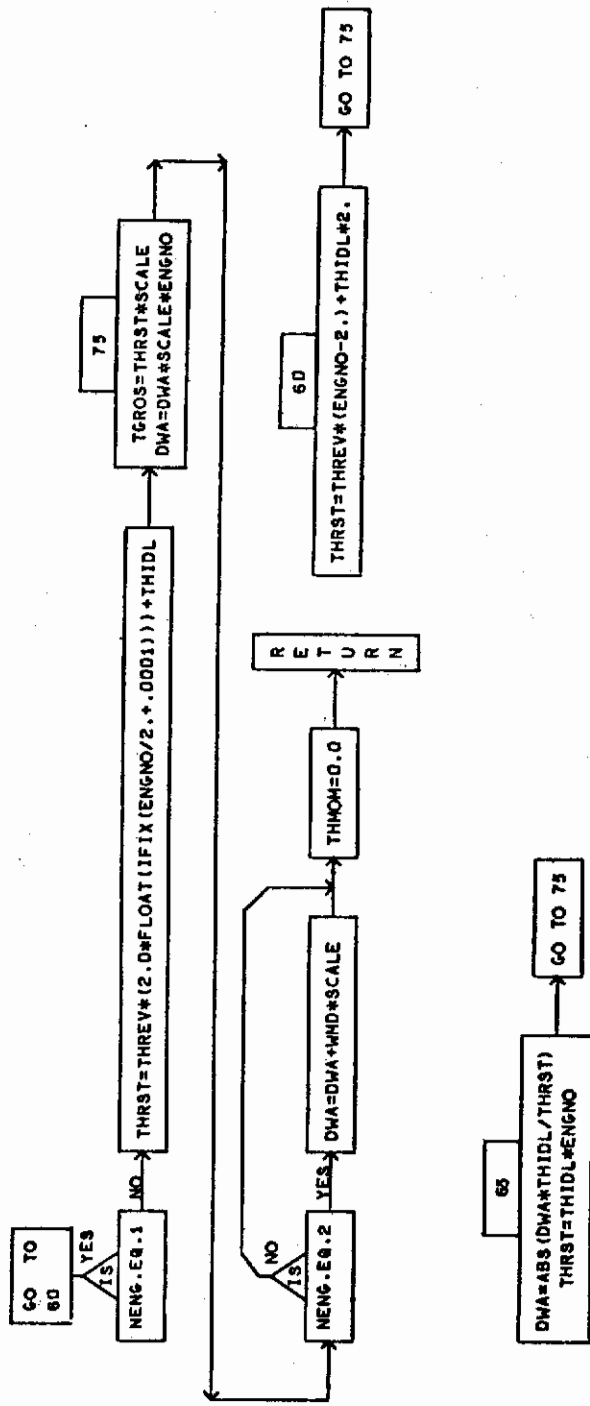 GO TO
60
YES
IS
NENG.EQ.1
NO
THRST=THREV*(2.0*FLOAT(IFIX(ENGNO/2.+.0001)))+THIDL
75
TGROS=THRST*SCALE
DWA=DWA*SCALE*ENGNO
NO
IS
NENG.EQ.2
YES
DWA=DWA+WMD*SCALE
THMOM=0.0
R
E
T
U
R
N
60
THRST=THREV*(ENGNO-2.)+THIDL*2.
GO TO 75
65
DWA=ABS(DWA*THIDL/THRST)
THRST=THIDL*ENGNO
GO TO 75